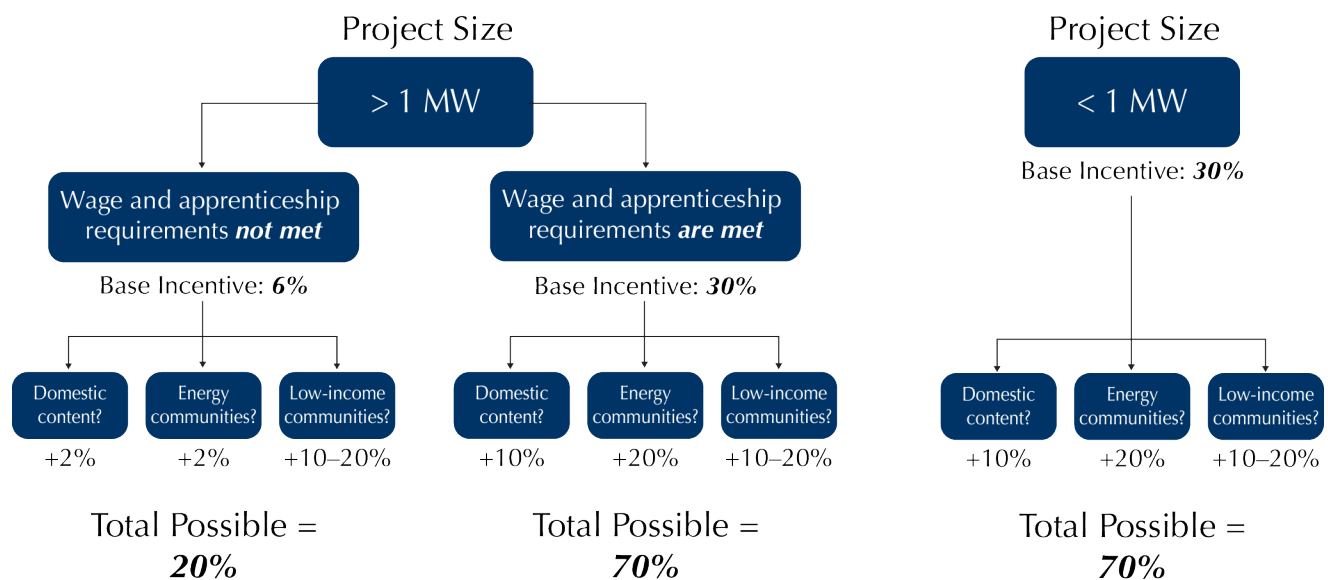 Project Size
> 1 MW
Wage and apprenticeship
requirements not met
Base Incentive: 6%
Domestic
content?
+2%
Energy
communities?
+2%
Low-income
communities?
+10–20%
Total Possible =
20%
Wage and apprenticeship
requirements are met
Base Incentive: 30%
Domestic
content?
+10%
Energy
communities?
+20%
Low-income
communities?
+10–20%
Total Possible =
70%
Project Size
< 1 MW
Base Incentive: 30%
Domestic
content?
+10%
Energy
communities?
+20%
Low-income
communities?
+10–20%
Total Possible =
70%